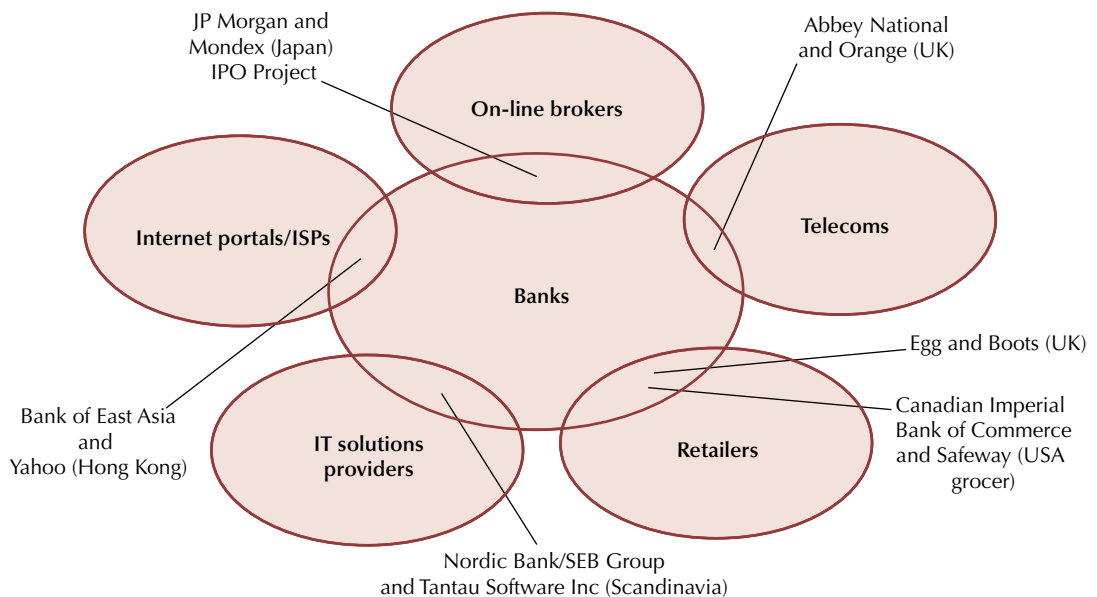 JP Morgan and
Mondex (Japan)
IPO Project
Abbey National
and Orange (UK)
On-line brokers
Internet portals/ISPs
Telecoms
Banks
Egg and Boots (UK)
Canadian Imperial
Bank of Commerce
and Safeway (USA
grocer)
Bank of East Asia
and
Yahoo (Hong Kong)
IT solutions
providers
Retailers
Nordic Bank/SEB Group
and Tantau Software Inc (Scandinavia)